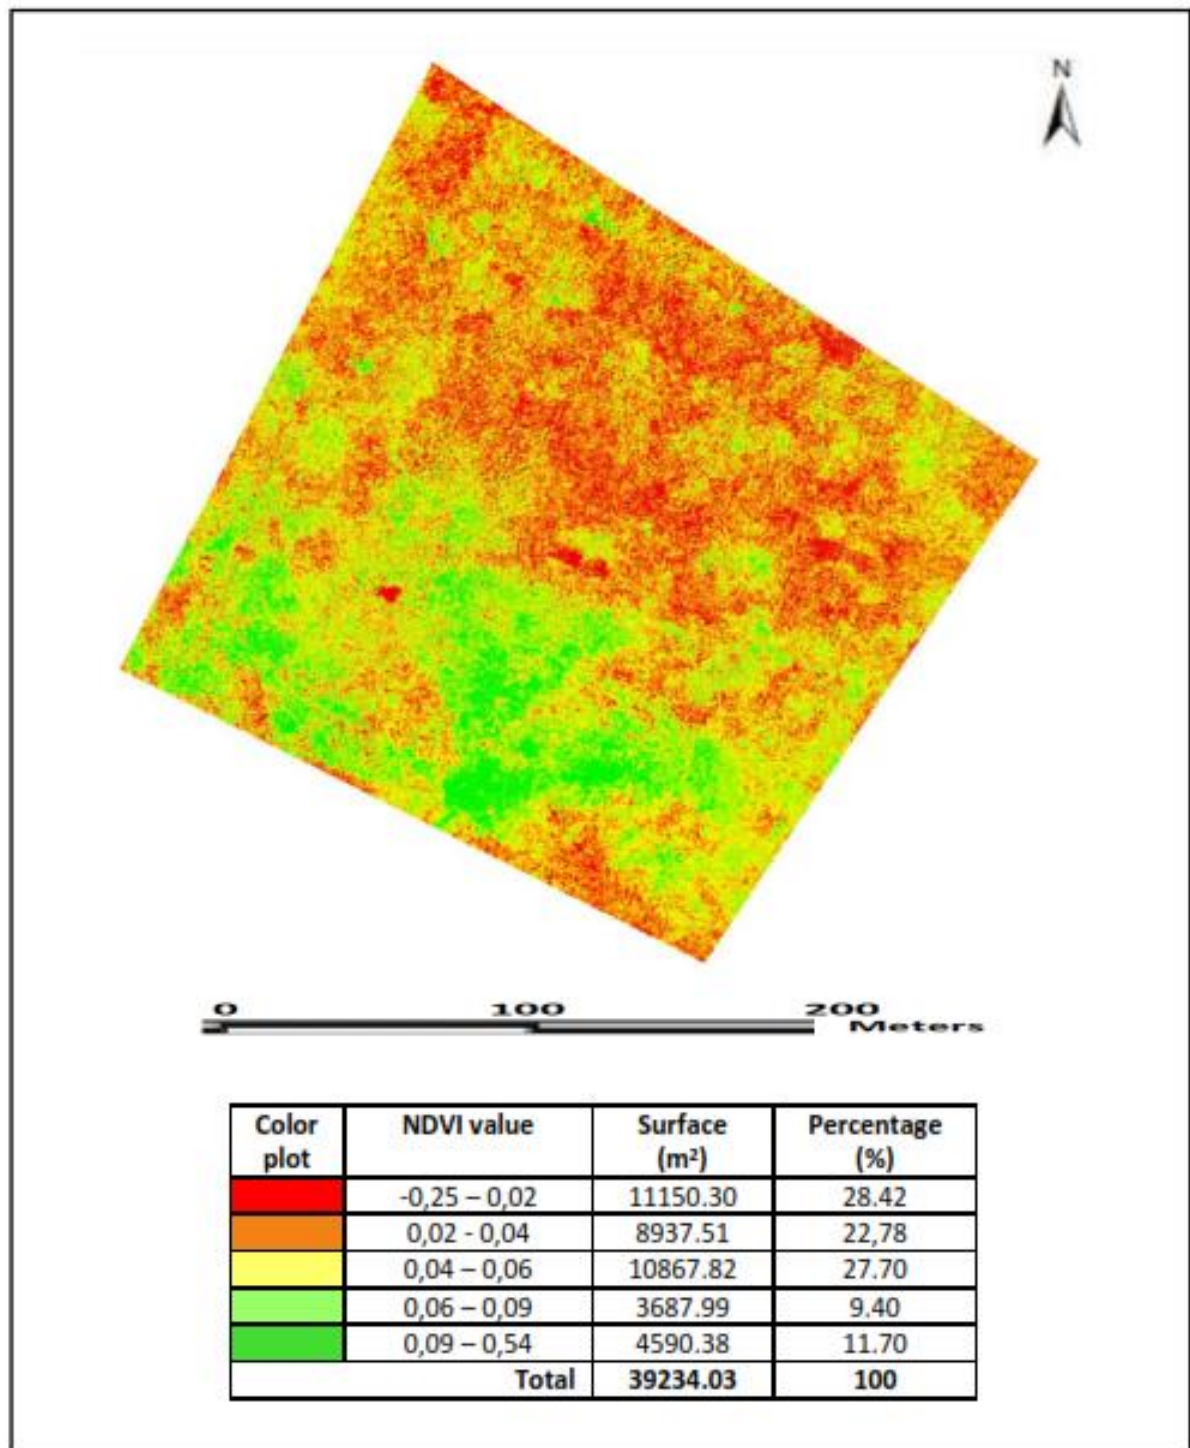 N
0 100 200
Meters
Color plot NDVI value Surface (m²) Percentage (%)
-0,25 – 0,02 11150.30 28.42
0,02 - 0,04 8937.51 22,78
0,04 – 0,06 10867.82 27.70
0,06 – 0,09 3687.99 9.40
0,09 – 0,54 4590.38 11.70
Total 39234.03 100